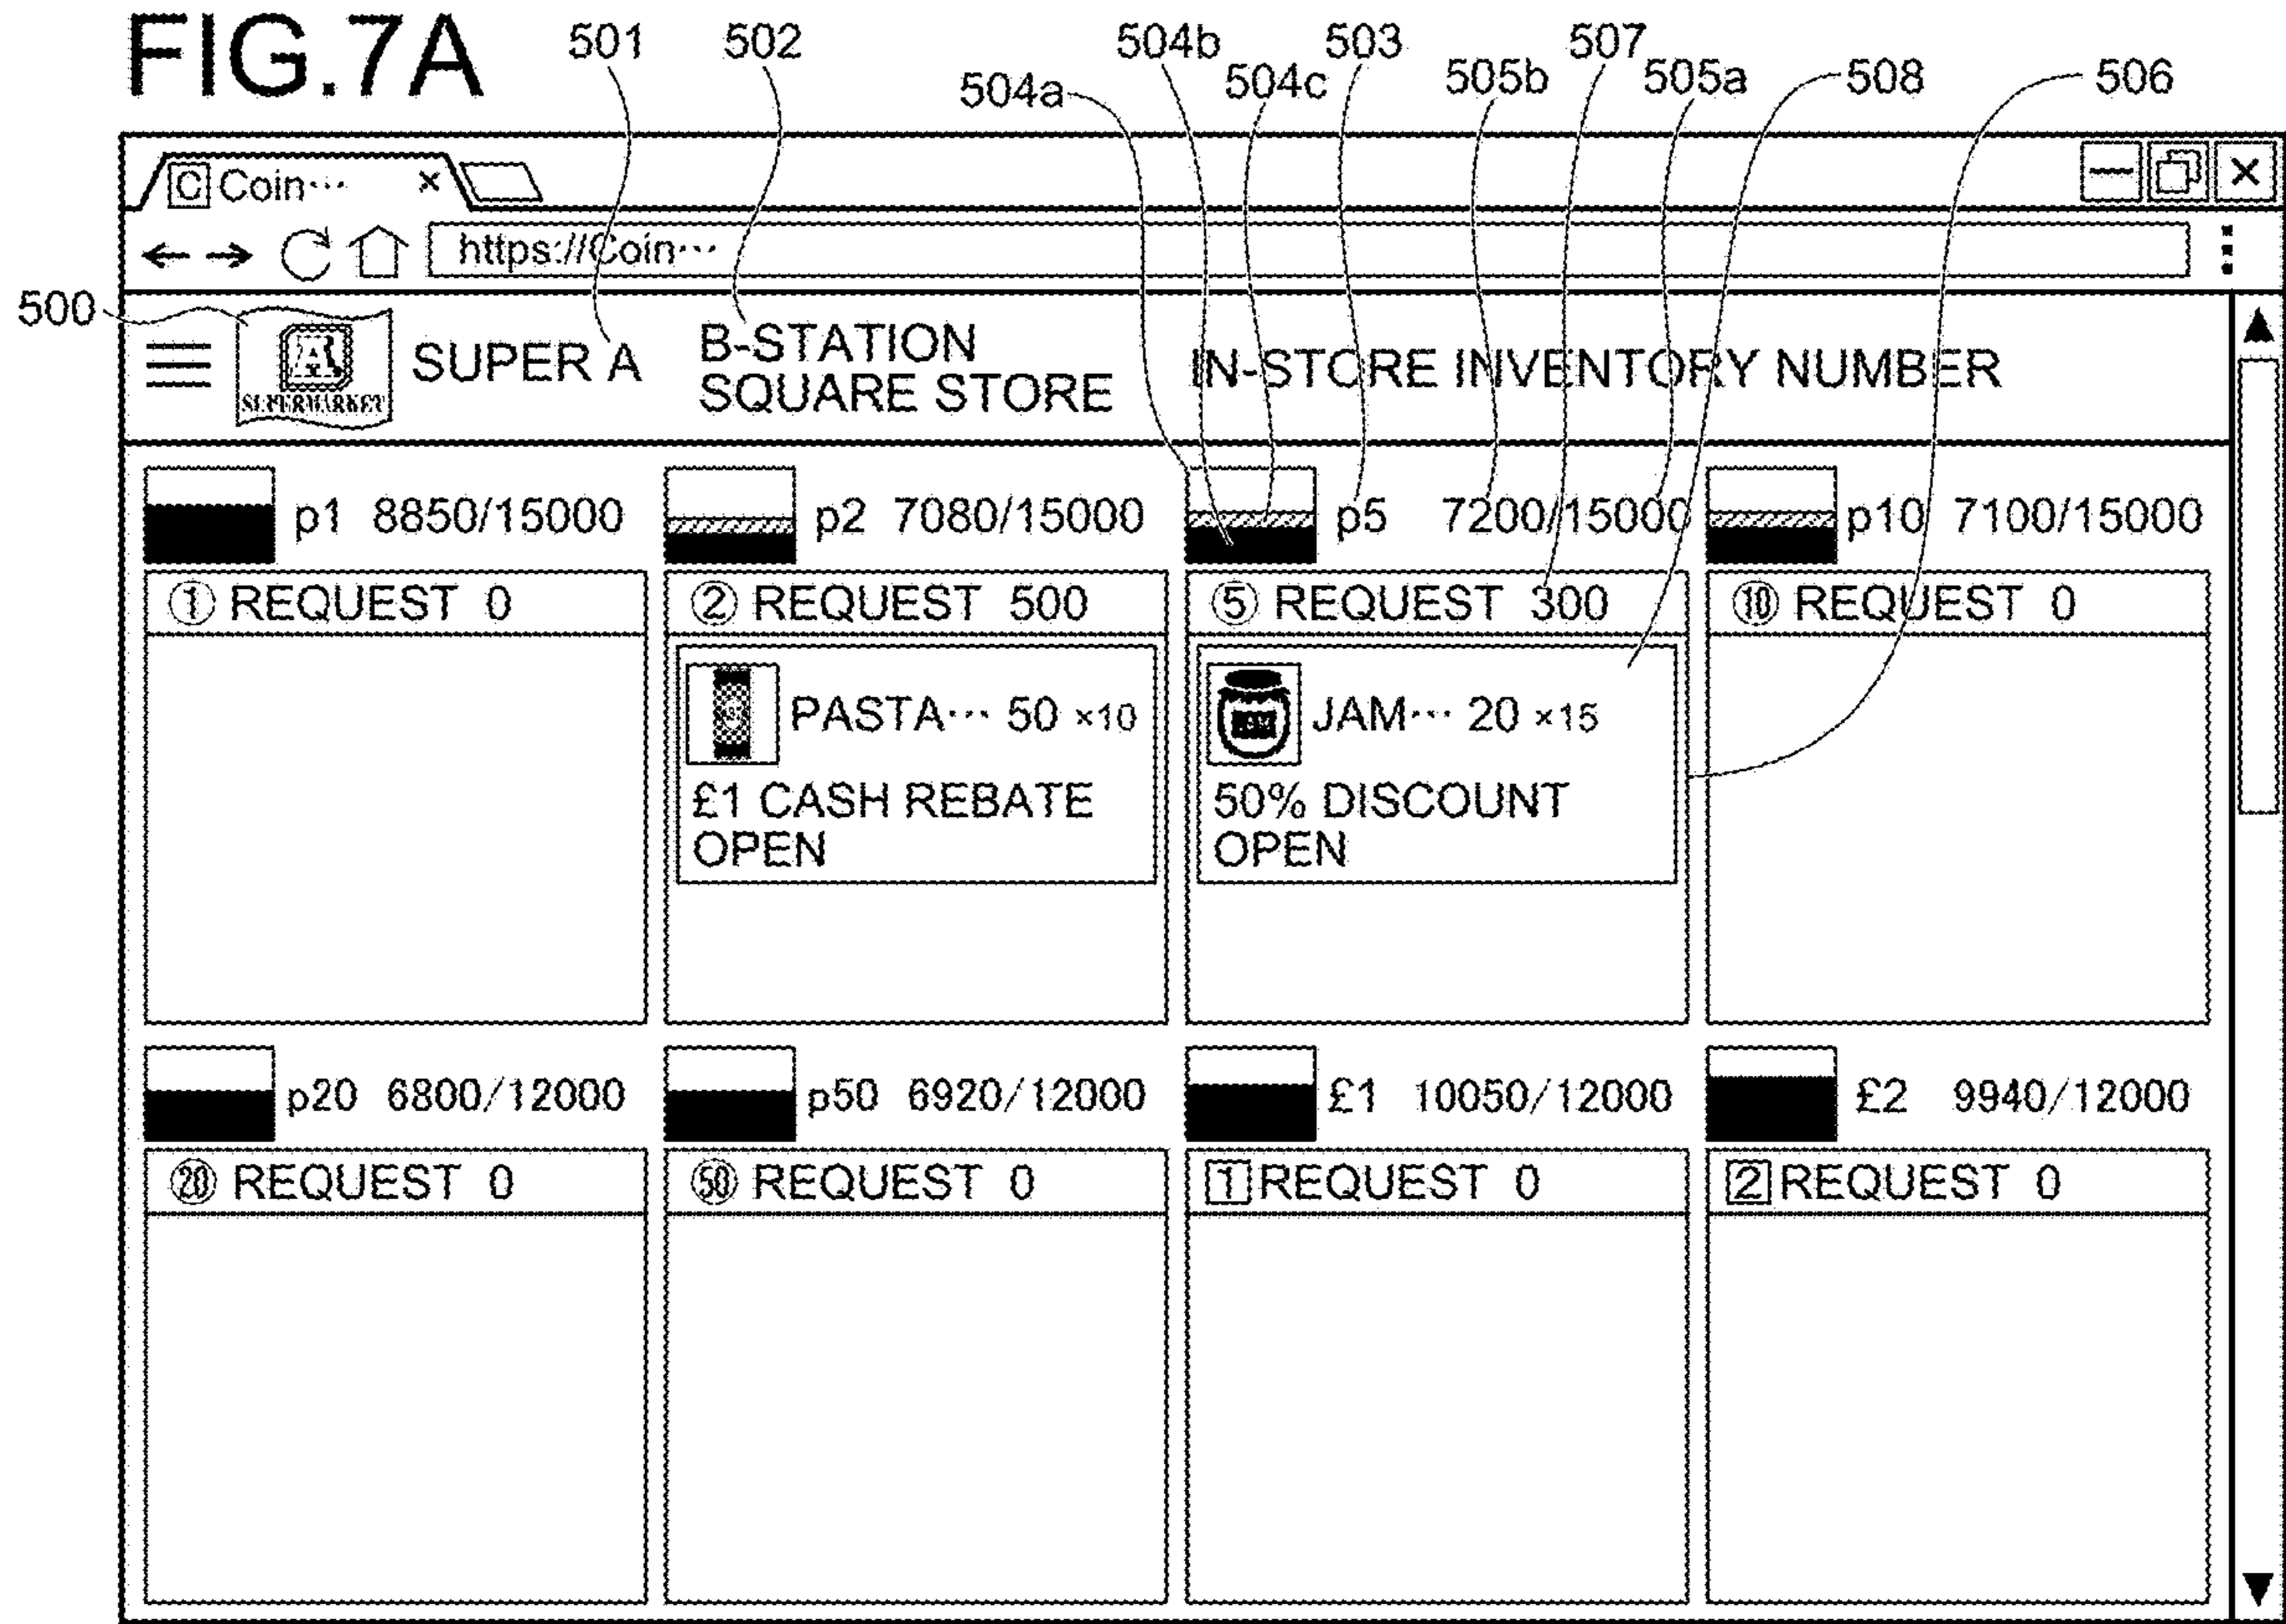 FIG.7A
501
502
504b
503
507
504a
504c
505b
505a
508
506
C Coin… ×
https://Coin…
500
A
SUPERMARKET
SUPER A
B-STATION
SQUARE STORE
IN-STORE INVENTORY NUMBER
p1 8850/15000
p2 7080/15000
p5 7200/15000
p10 7100/15000
① REQUEST 0
② REQUEST 500
⑤ REQUEST 300
⑩ REQUEST 0
PASTA… 50 ×10
£1 CASH REBATE
OPEN
JAM… 20 ×15
50% DISCOUNT
OPEN
p20 6800/12000
p50 6920/12000
£1 10050/12000
£2 9940/12000
⑳ REQUEST 0
㊿ REQUEST 0
1 REQUEST 0
2 REQUEST 0